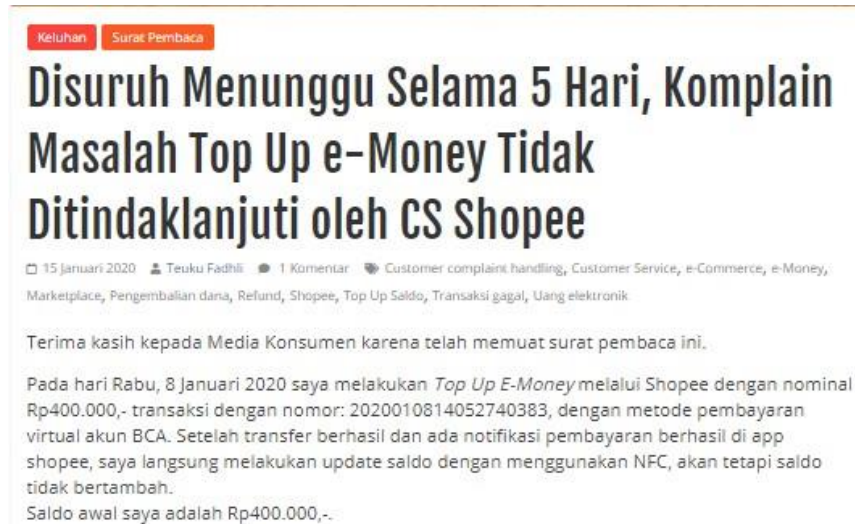 Keluhan Surat Pembaca
Disuruh Menunggu Selama 5 Hari, Komplain
Masalah Top Up e-Money Tidak
Ditindaklanjuti oleh CS Shopee
15 Januari 2020 Teuku Fadhli 1 Komentar Customer complaint handling, Customer Service, e-Commerce, e-Money,
Marketplace, Pengembalian dana, Refund, Shopee, Top Up Saldo, Transaksi gagal, Uang elektronik
Terima kasih kepada Media Konsumen karena telah memuat surat pembaca ini.
Pada hari Rabu, 8 Januari 2020 saya melakukan Top Up E-Money melalui Shopee dengan nominal
Rp400.000,- transaksi dengan nomor: 2020010814052740383, dengan metode pembayaran
virtual akun BCA. Setelah transfer berhasil dan ada notifikasi pembayaran berhasil di app
shopee, saya langsung melakukan update saldo dengan menggunakan NFC, akan tetapi saldo
tidak bertambah.
Saldo awal saya adalah Rp400.000,-.